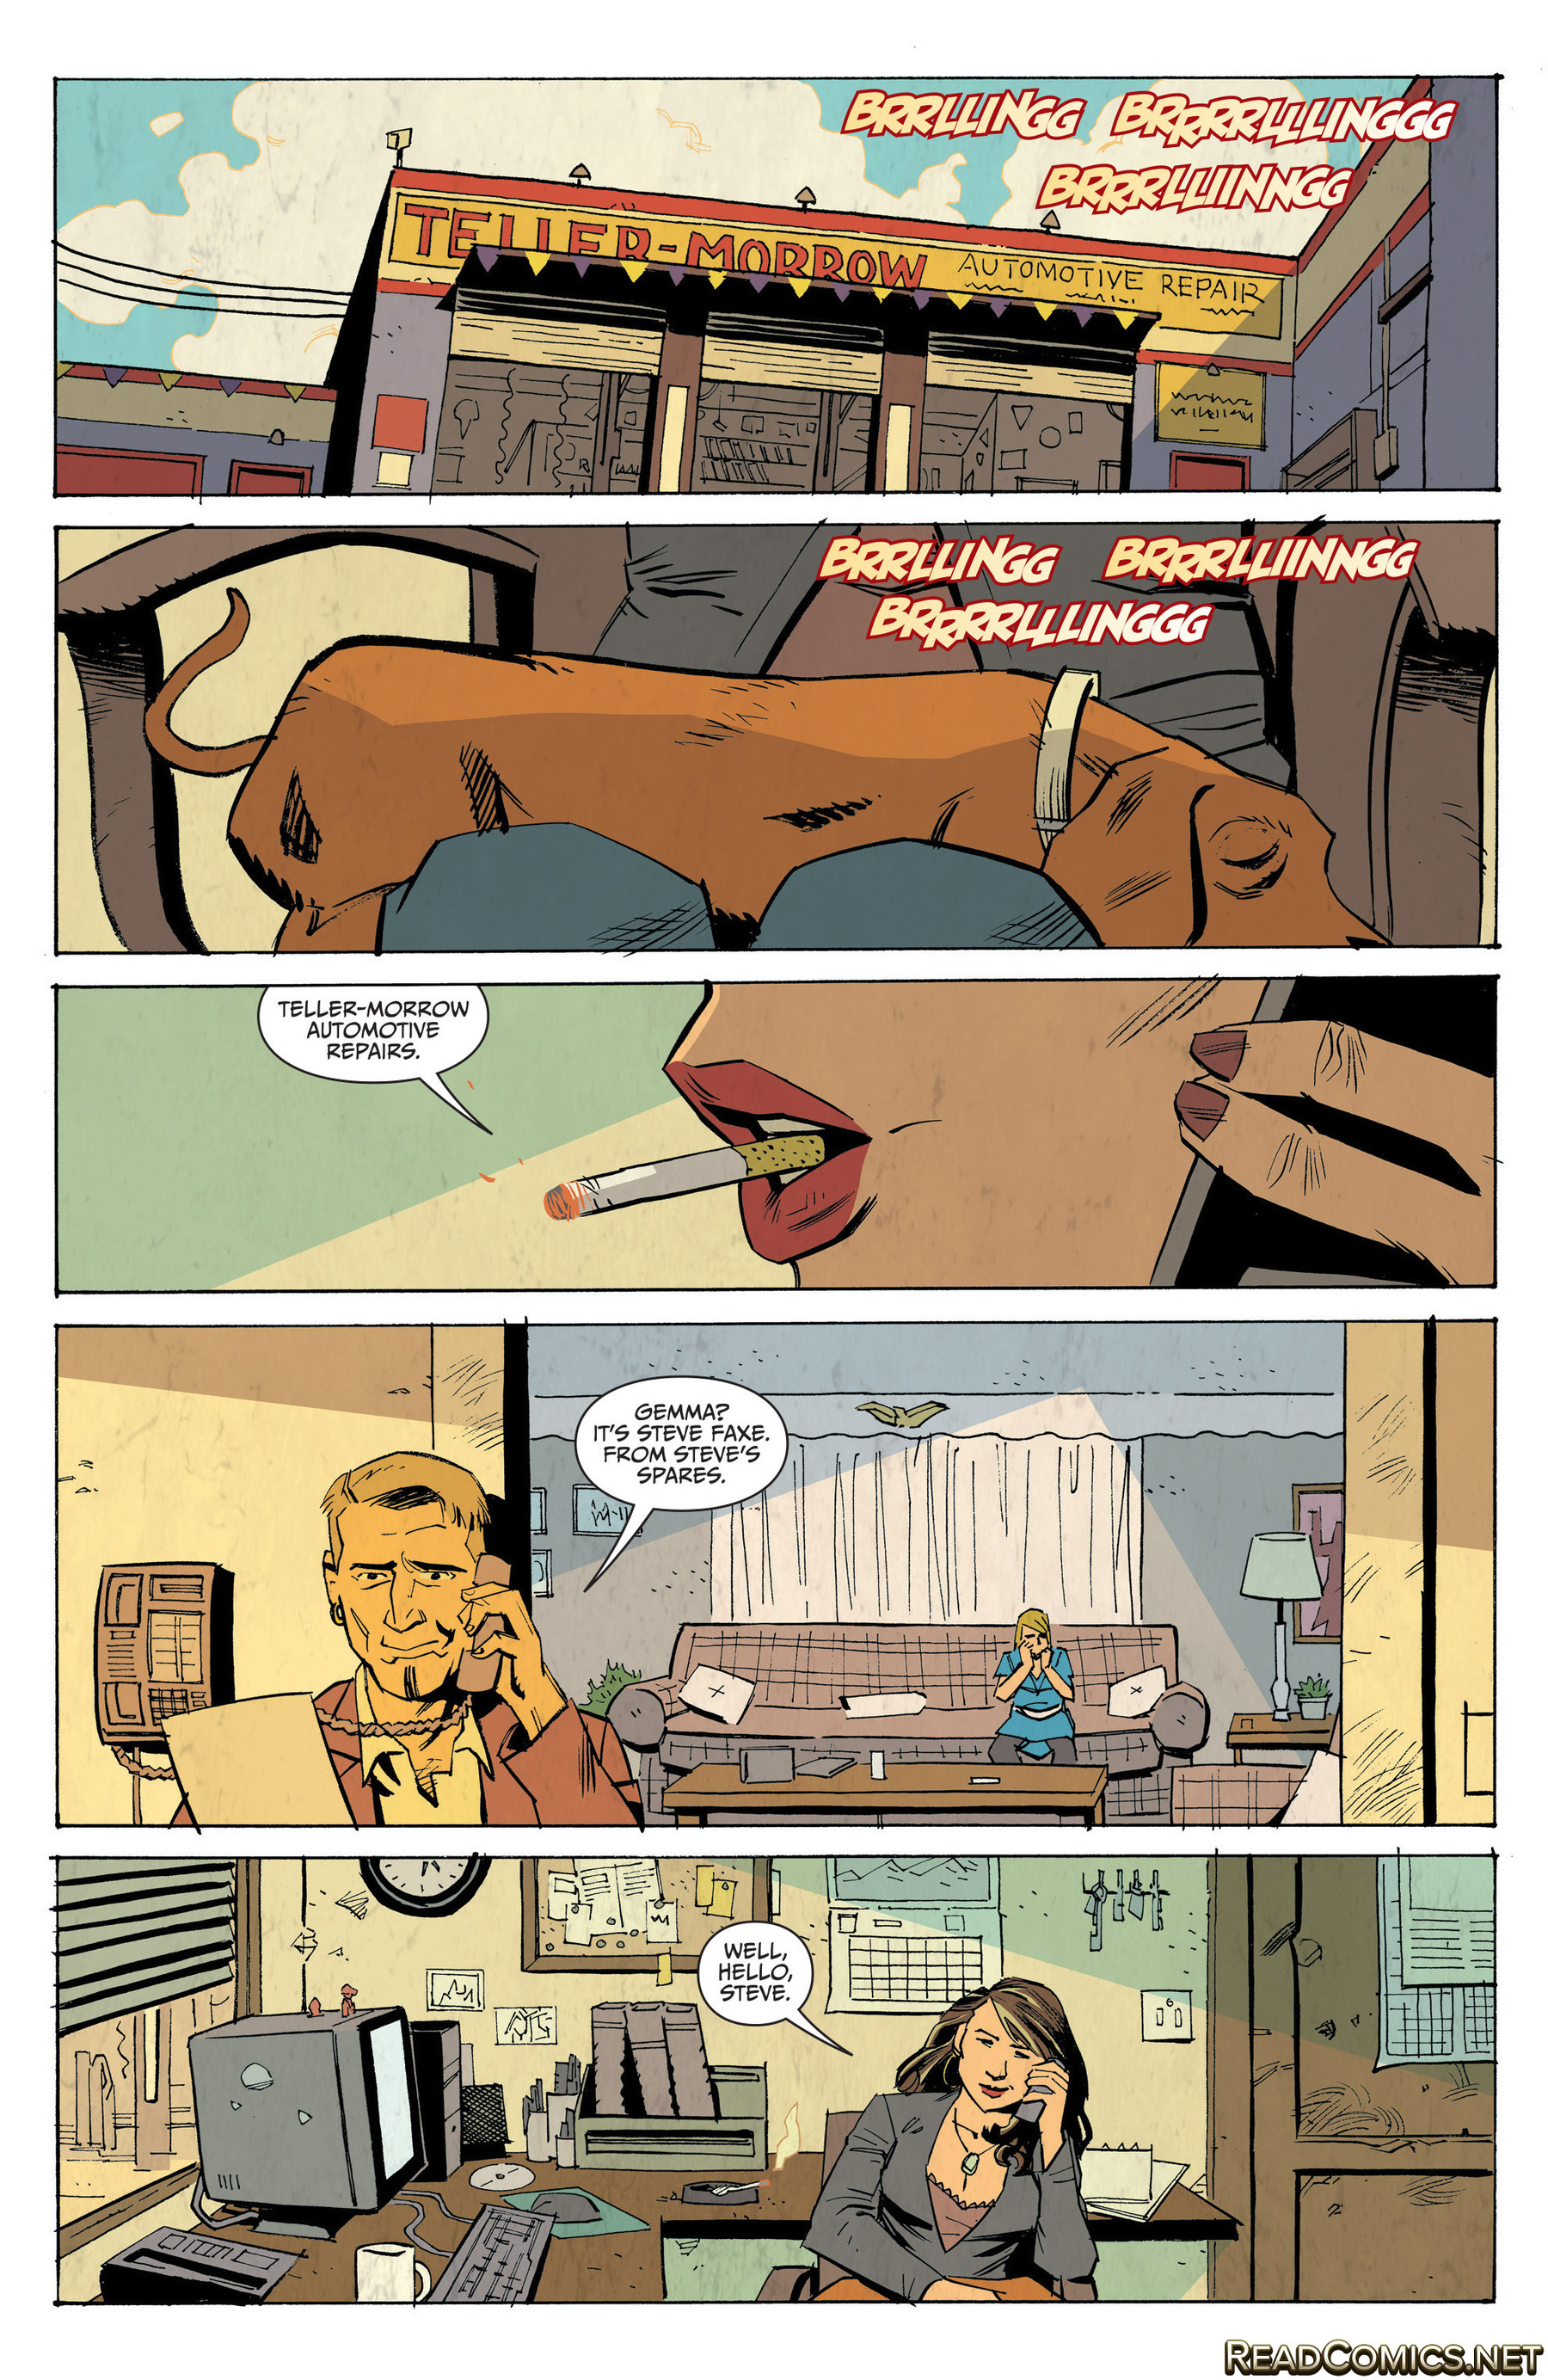 BRRLLINGG BRRRRLLLINGGG
BRRRLLIINNGG
TELLER-MORROW AUTOMOTIVE REPAIR
BRRLLINGG BRRRLLIINNGG
BRRRRLLLINGGG
TELLER-MORROW
AUTOMOTIVE
REPAIRS.
GEMMA?
IT'S STEVE FAXE.
FROM STEVE'S
SPARES.
WELL,
HELLO,
STEVE.
READCOMICS.NET